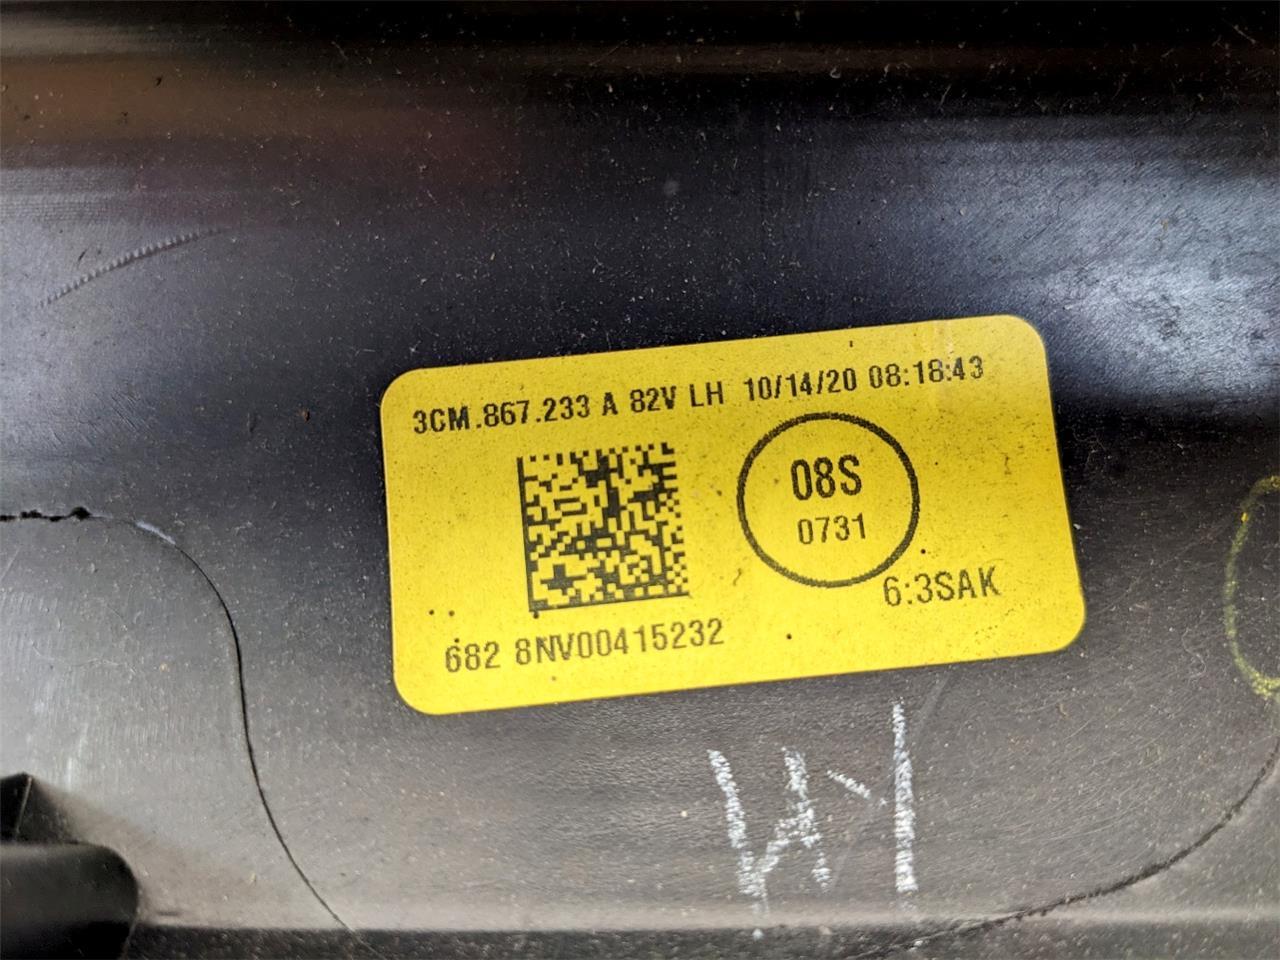 3CM.867.233 A 82V LH 10/14/20 08:18:43
08S
0731
6:3SAK
682 8NV00415232